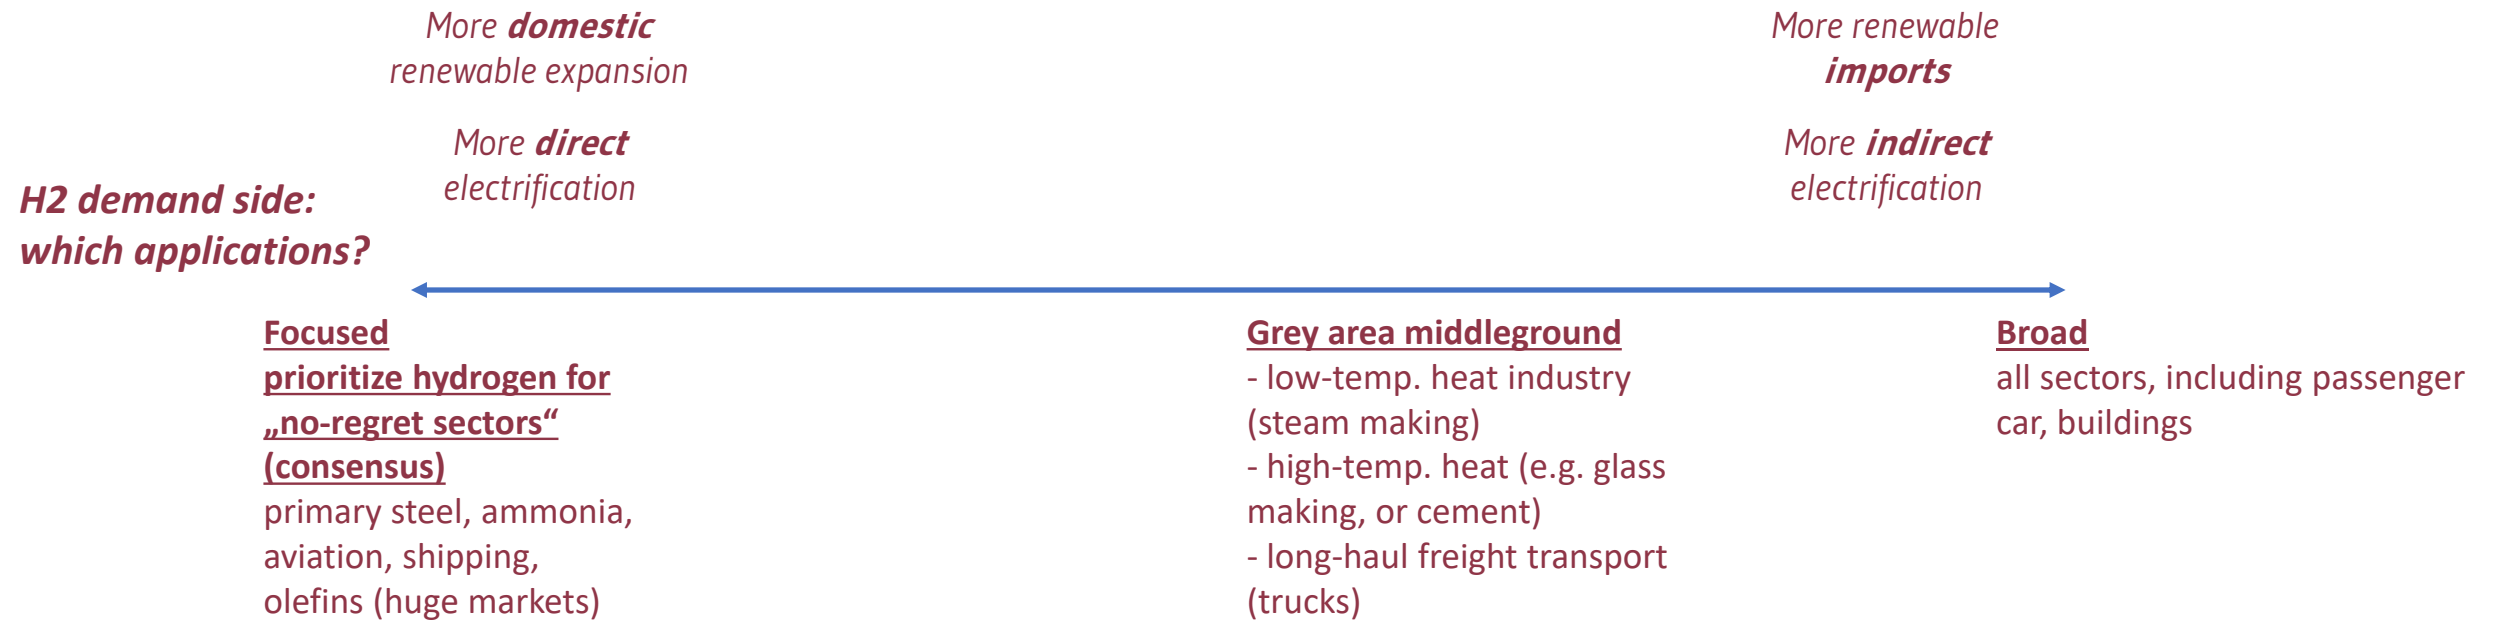 More domestic
renewable expansion
More direct
electrification
More renewable
imports
More indirect
electrification
H2 demand side:
which applications?
Focused
prioritize hydrogen for
„no-regret sectors“
(consensus)
primary steel, ammonia,
aviation, shipping,
olefins (huge markets)
Grey area middleground
- low-temp. heat industry
(steam making)
- high-temp. heat (e.g. glass
making, or cement)
- long-haul freight transport
(trucks)
Broad
all sectors, including passenger
car, buildings